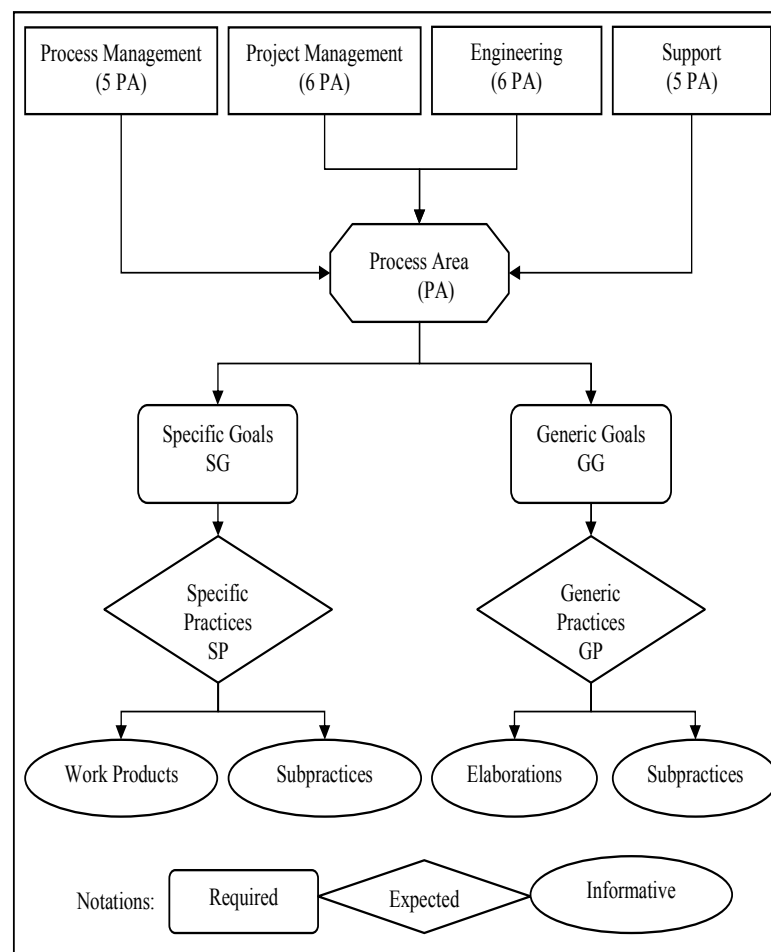 Process Management
(5 PA)
Project Management
(6 PA)
Engineering
(6 PA)
Support
(5 PA)
Process Area
(PA)
Specific Goals
SG
Generic Goals
GG
Specific
Practices
SP
Generic
Practices
GP
Work Products
Subpractices
Elaborations
Subpractices
Notations:
Required
Expected
Informative